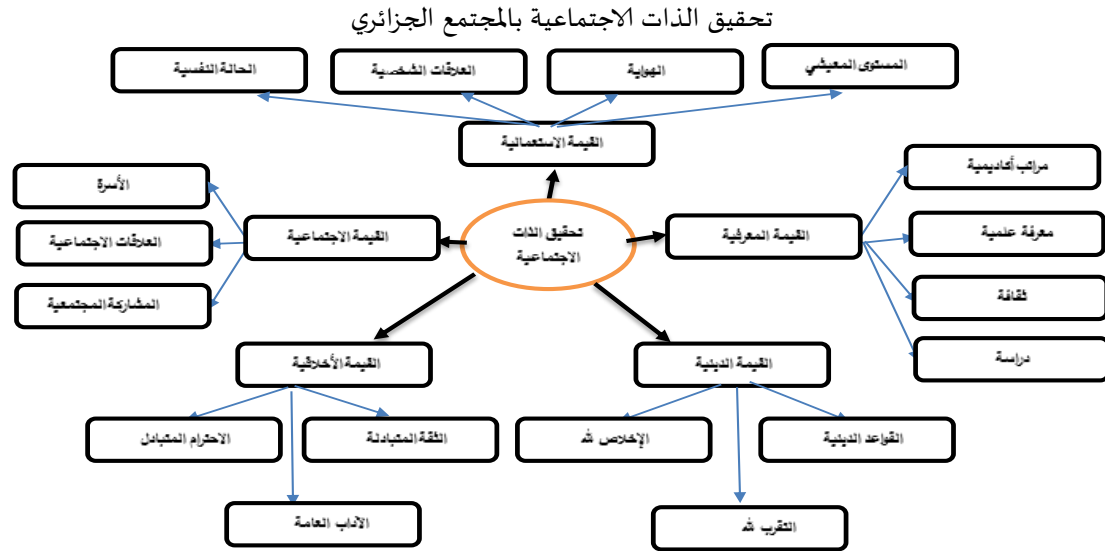 تحقيق الذات الاجتماعية بالمجتمع الجزائري
المستوى المعيشي
الهواية
العلاقات الشخصية
الحالة النفسية
القيمة الاستعمالية
مراتب أكاديمية
الأسرة
معرفة علمية
القيمة المعرفية
تحقيق الذات
الاجتماعية
القيمة الاجتماعية
العلاقات الاجتماعية
ثقافة
المشاركة المجتمعية
دراسة
القيمة الدينية
القيمة الأخلاقية
القواعد الدينية
الإخلاص لله
الثقة المتبادلة
الاحترام المتبادل
التقرب لله
الآداب العامة